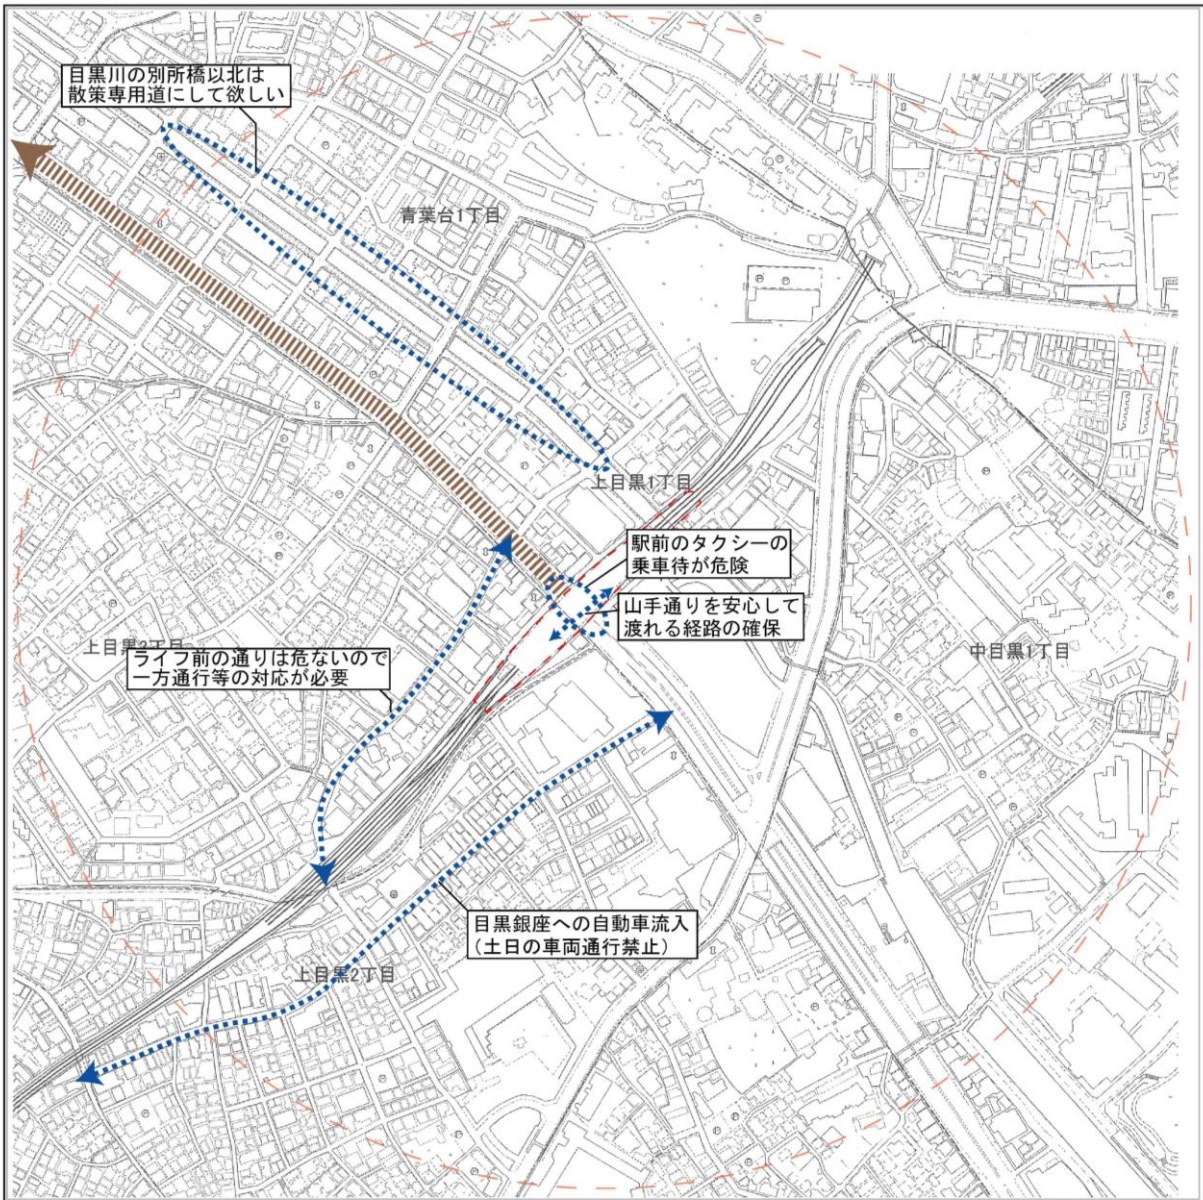 目黒川の別所橋以北は
散策専用道にして欲しい
青葉台1丁目
上目黒1丁目
駅前のタクシーの
乗車待が危険
山手通りを安心して
渡れる経路の確保
上目黒3丁目
ライフ前の通りは危ないので
一方通行等の対応が必要
中目黒1丁目
目黒銀座への自動車流入
(土日の車両通行禁止)
上目黒2丁目